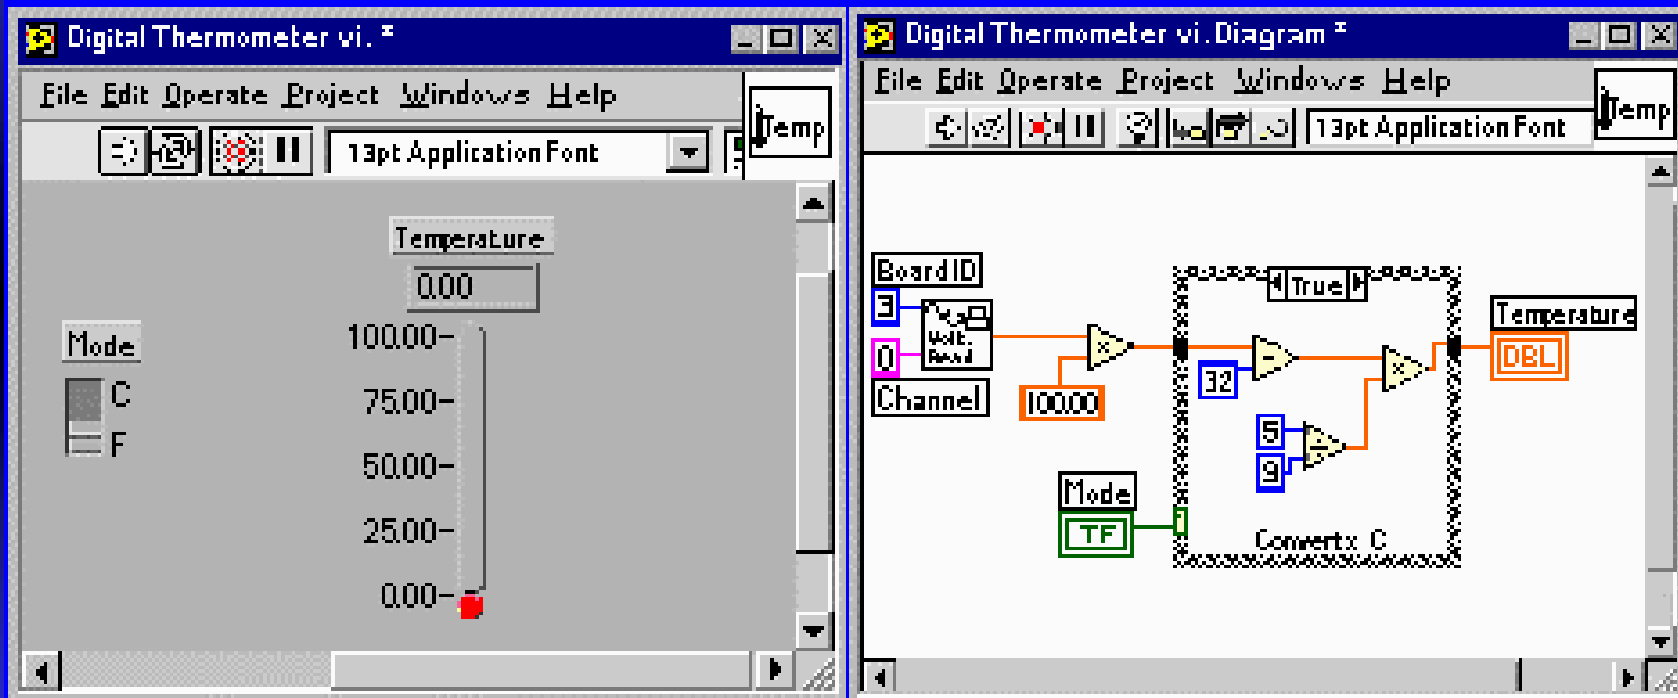 Digital Thermometer vi. *
File Edit Operate Project Windows Help
Temp
13pt Application Font
Temperature
0.00
100.00
75.00
50.00
25.00
0.00
Mode
C
F
Digital Thermometer vi.Diagram *
File Edit Operate Project Windows Help
Temp
13pt Application Font
Board ID
3
Volt
Read
0
Channel
100.00
True
32
5
9
Mode
TF
C
Temperature
DBL